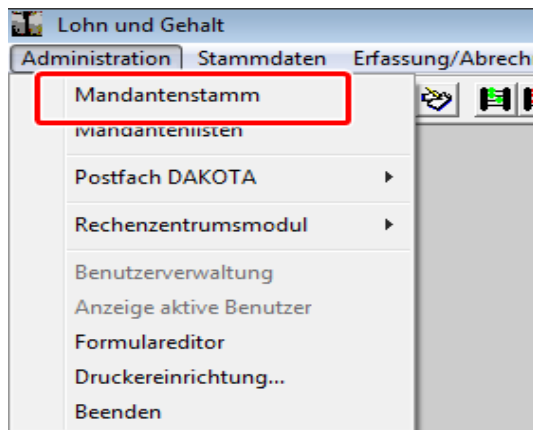 Lohn und Gehalt
Administration Stammdaten Erfassung/Abrech
Mandantenstamm
Mandantenlisten
Postfach DAKOTA
Rechenzentrumsmodul
Benutzerverwaltung
Anzeige aktive Benutzer
Formulareditor
Druckereinrichtung...
Beenden